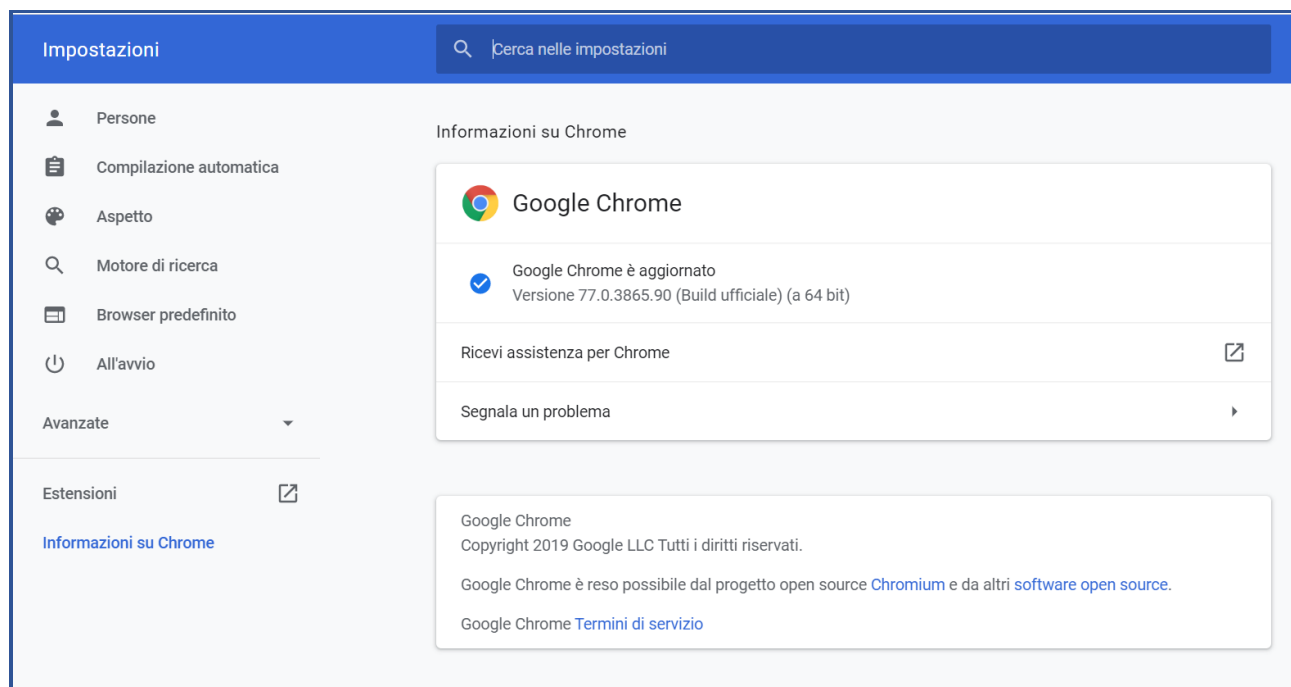 Impostazioni
Cerca nelle impostazioni
Persone
Compilazione automatica
Aspetto
Motore di ricerca
Browser predefinito
All'avvio
Avanzate
Estensioni
Informazioni su Chrome
Informazioni su Chrome
Google Chrome
Google Chrome è aggiornato
Versione 77.0.3865.90 (Build ufficiale) (a 64 bit)
Ricevi assistenza per Chrome
Segnala un problema
Google Chrome
Copyright 2019 Google LLC Tutti i diritti riservati.
Google Chrome è reso possibile dal progetto open source Chromium e da altri software open source.
Google Chrome Termini di servizio